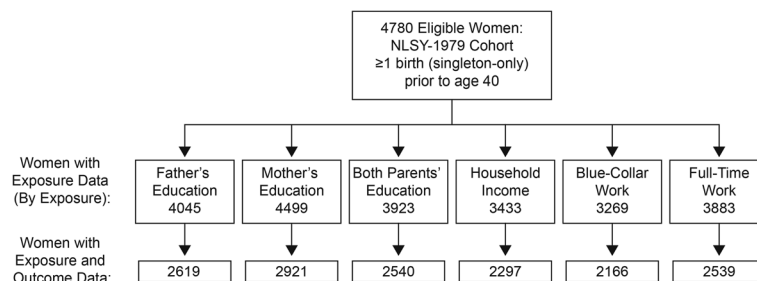 4780 Eligible Women:
NLSY-1979 Cohort
≥1 birth (singleton-only)
prior to age 40
Women with
Exposure Data
(By Exposure):
Father's
Education
4045
Mother's
Education
4499
Both Parents'
Education
3923
Household
Income
3433
Blue-Collar
Work
3269
Full-Time
Work
3883
Women with
Exposure and
Outcome Data:
2619
2921
2540
2297
2166
2539